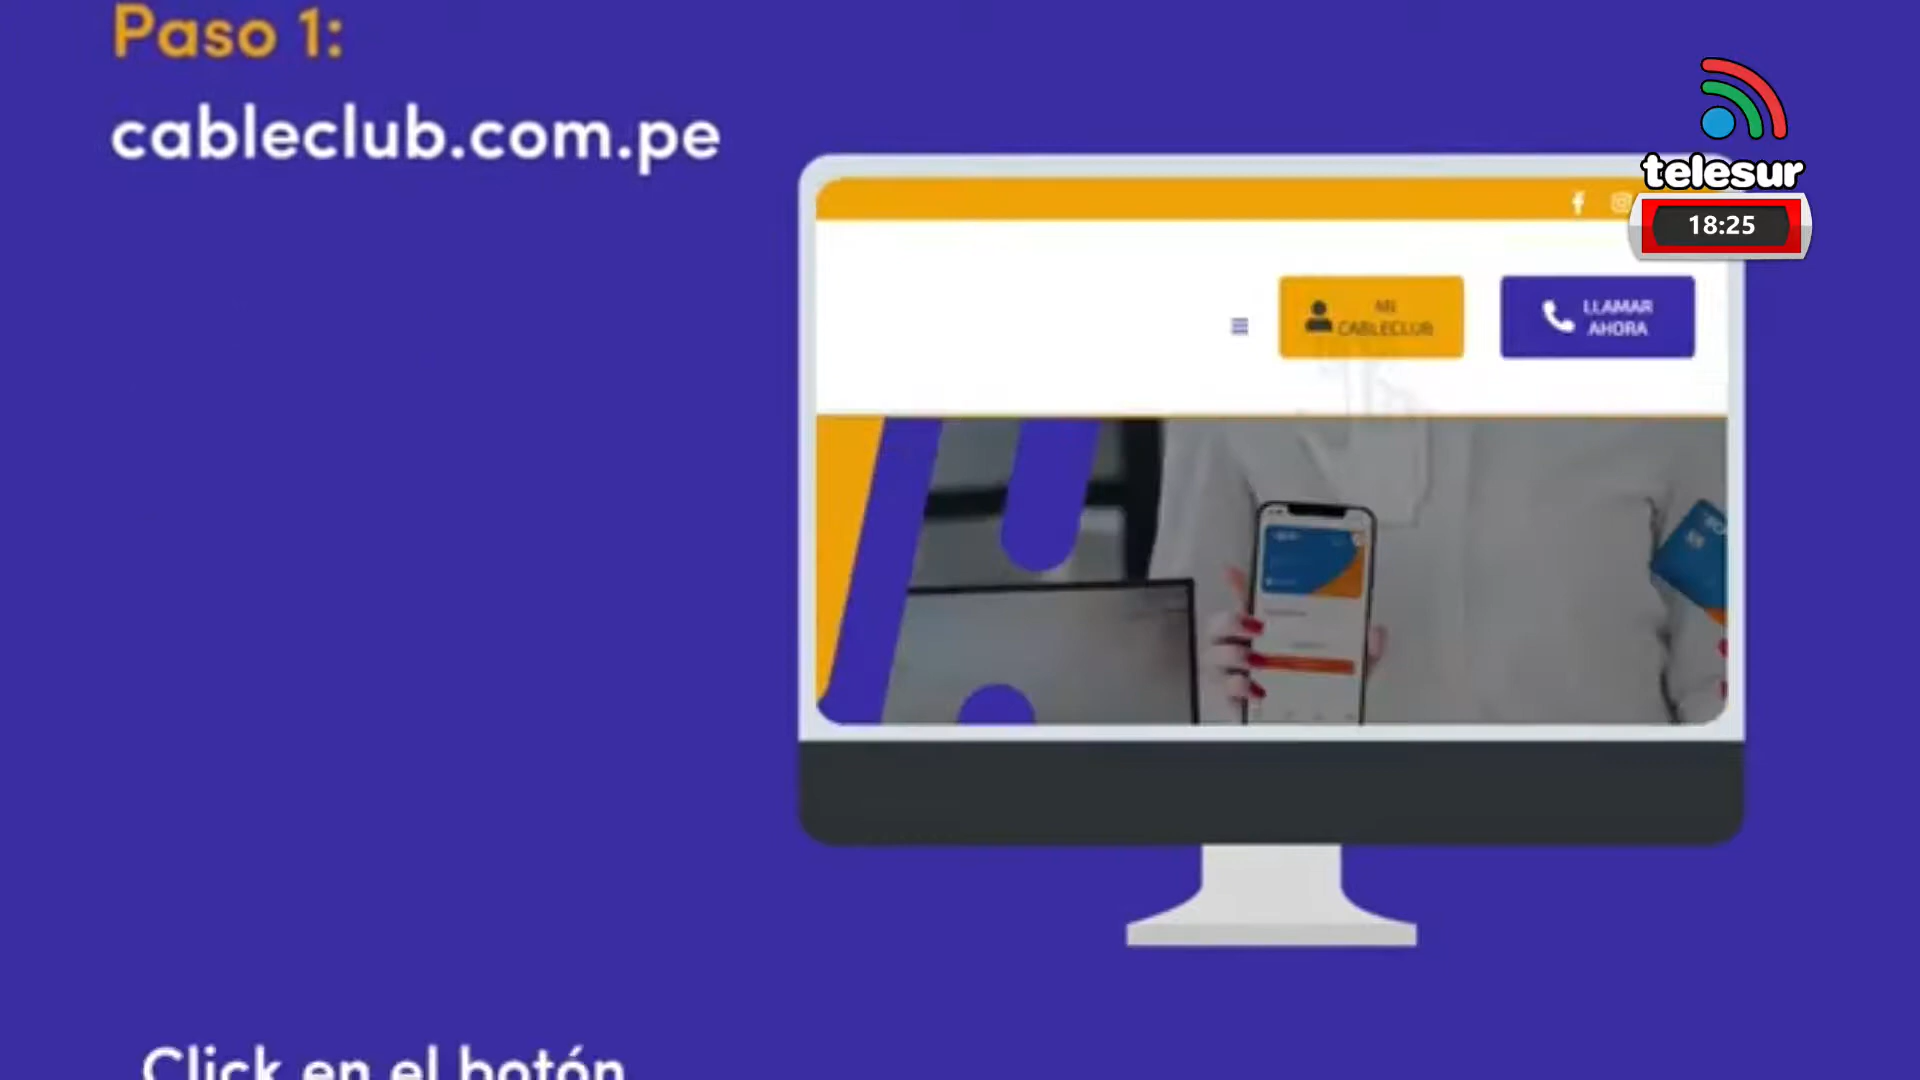 Paso 1:
cableclub.com.pe
telesur
18:25
MI
CABLECLUB
LLAMAR
AHORA
Click en el botón